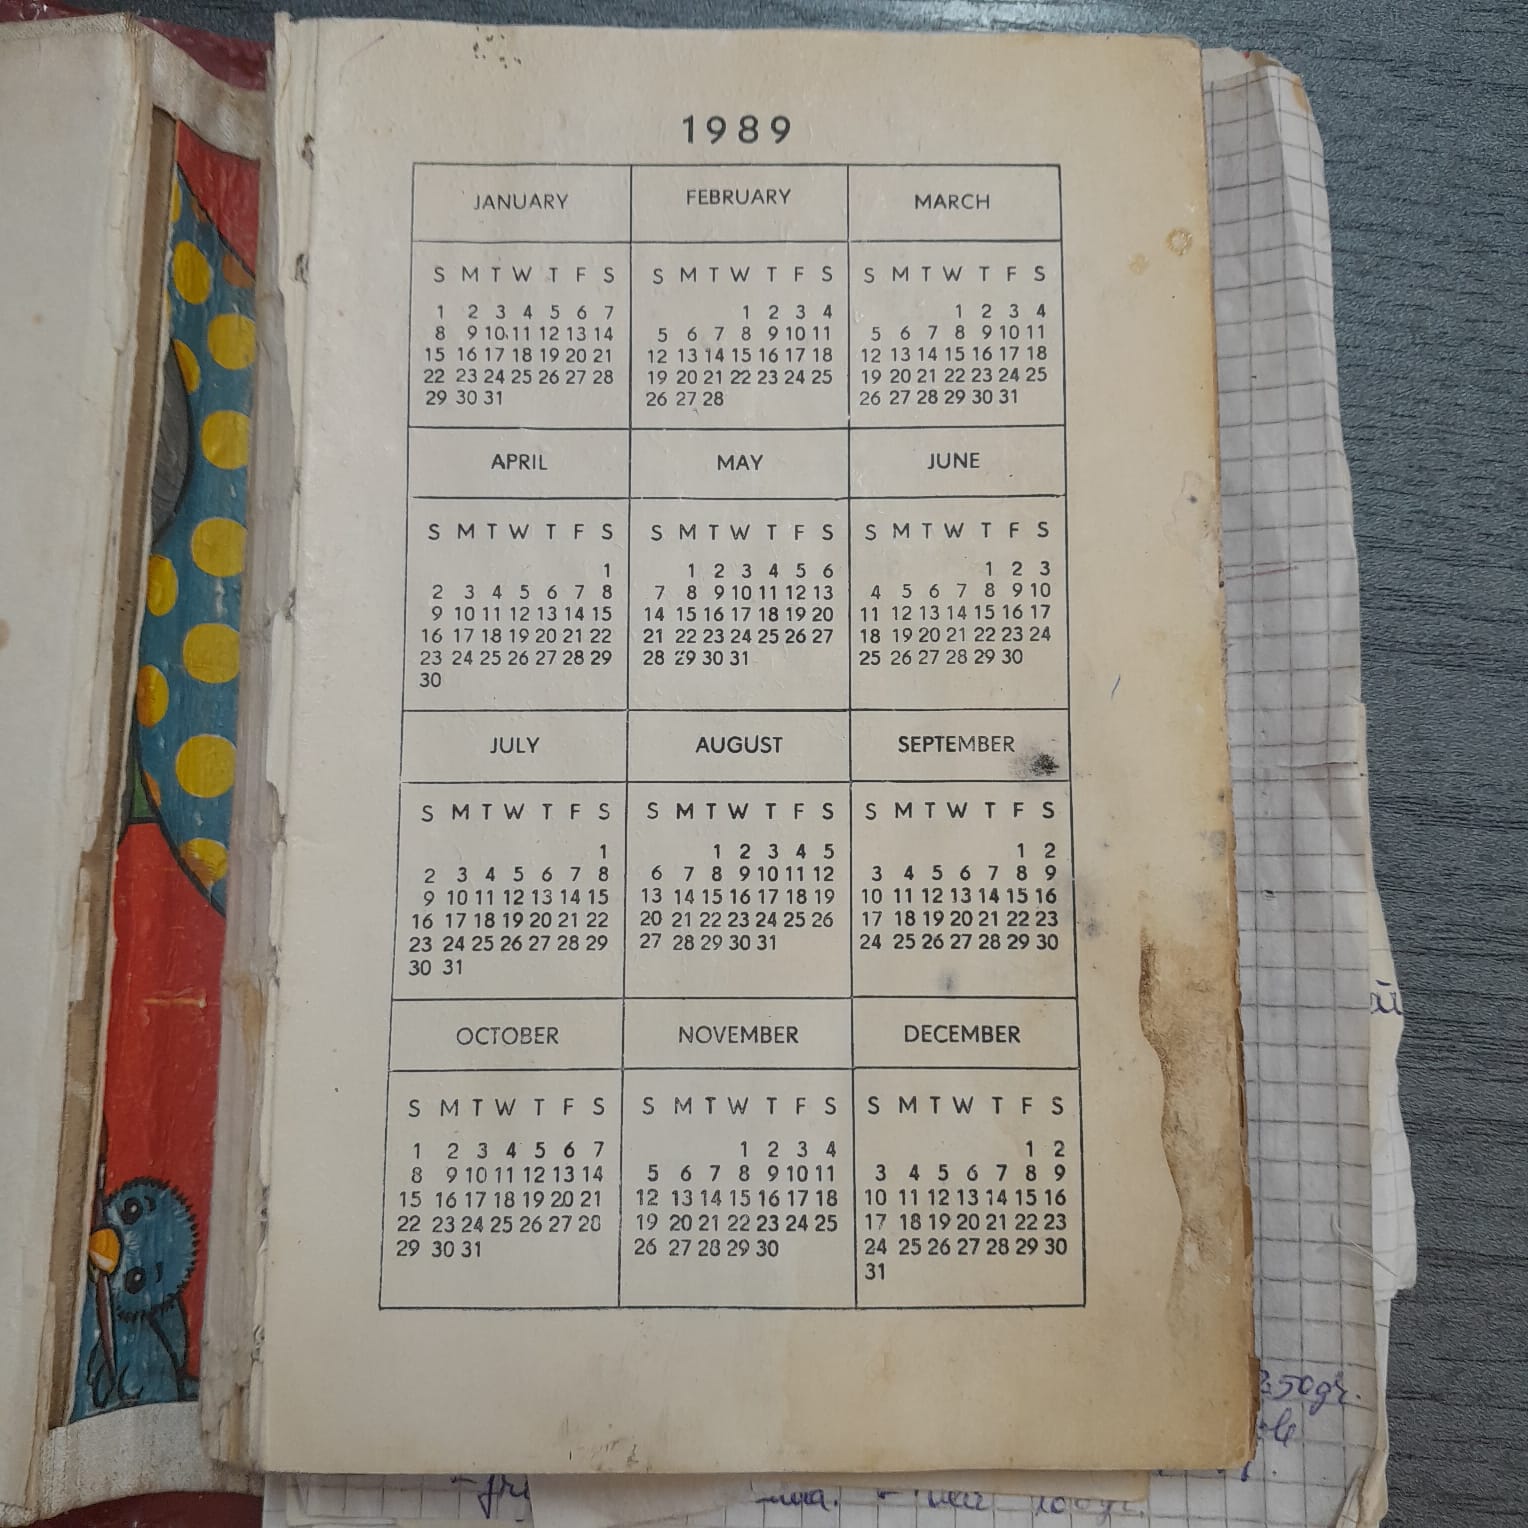 1989
JANUARY
S M T W T F S
1 2 3 4 5 6 7
8 9 10 11 12 13 14
15 16 17 18 19 20 21
22 23 24 25 26 27 28
29 30 31
FEBRUARY
S M T W T F S
1 2 3 4
5 6 7 8 9 10 11
12 13 14 15 16 17 18
19 20 21 22 23 24 25
26 27 28
MARCH
S M T W T F S
1 2 3 4
5 6 7 8 9 10 11
12 13 14 15 16 17 18
19 20 21 22 23 24 25
26 27 28 29 30 31
APRIL
S M T W T F S
1
2 3 4 5 6 7 8
9 10 11 12 13 14 15
16 17 18 19 20 21 22
23 24 25 26 27 28 29
30
MAY
S M T W T F S
1 2 3 4 5 6
7 8 9 10 11 12 13
14 15 16 17 18 19 20
21 22 23 24 25 26 27
28 29 30 31
JUNE
S M T W T F S
1 2 3
4 5 6 7 8 9 10
11 12 13 14 15 16 17
18 19 20 21 22 23 24
25 26 27 28 29 30
JULY
S M T W T F S
1
2 3 4 5 6 7 8
9 10 11 12 13 14 15
16 17 18 19 20 21 22
23 24 25 26 27 28 29
30 31
AUGUST
S M T W T F S
1 2 3 4 5
6 7 8 9 10 11 12
13 14 15 16 17 18 19
20 21 22 23 24 25 26
27 28 29 30 31
SEPTEMBER
S M T W T F S
1 2
3 4 5 6 7 8 9
10 11 12 13 14 15 16
17 18 19 20 21 22 23
24 25 26 27 28 29 30
OCTOBER
S M T W T F S
1 2 3 4 5 6 7
8 9 10 11 12 13 14
15 16 17 18 19 20 21
22 23 24 25 26 27 28
29 30 31
NOVEMBER
S M T W T F S
1 2 3 4
5 6 7 8 9 10 11
12 13 14 15 16 17 18
19 20 21 22 23 24 25
26 27 28 29 30
DECEMBER
S M T W T F S
1 2
3 4 5 6 7 8 9
10 11 12 13 14 15 16
17 18 19 20 21 22 23
24 25 26 27 28 29 30
31
50gr.
100gr.